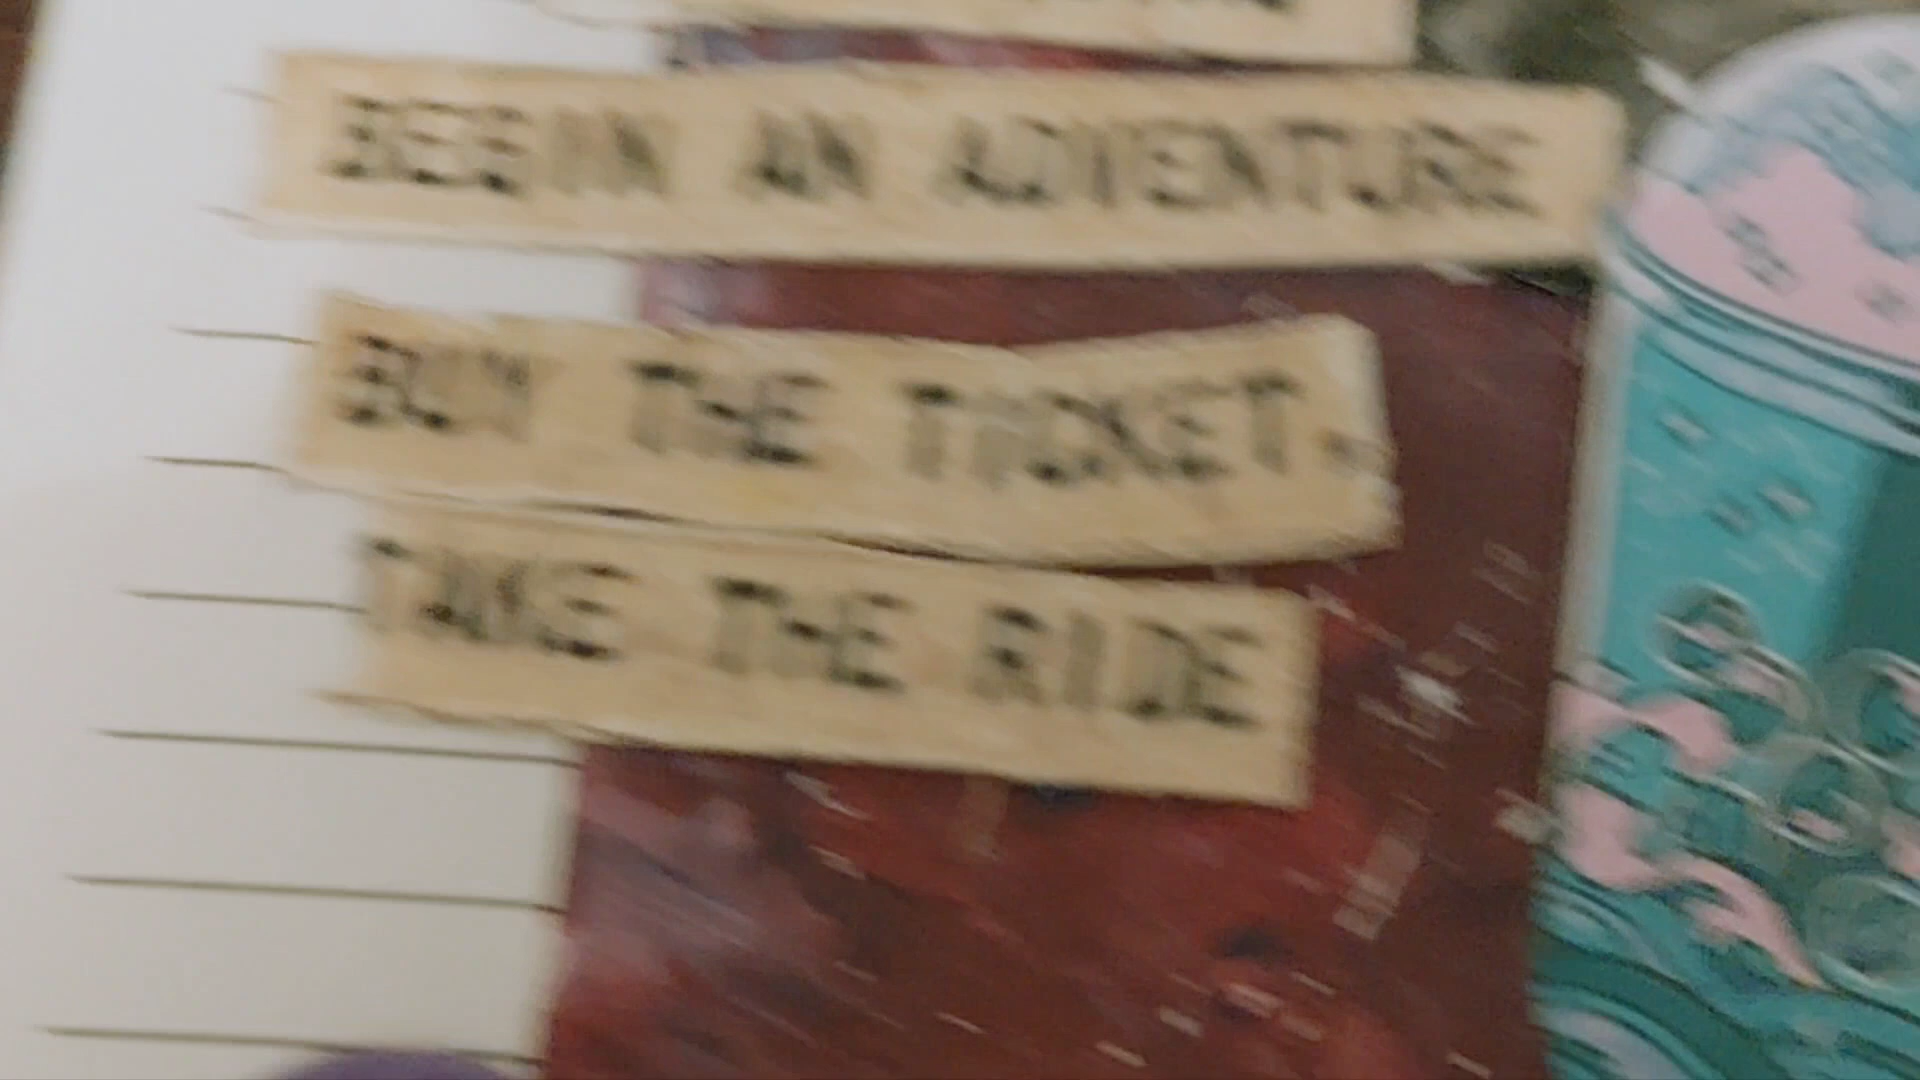 BEGIN AN ADVENTURE
BUY THE TICKET,
TAKE THE RIDE